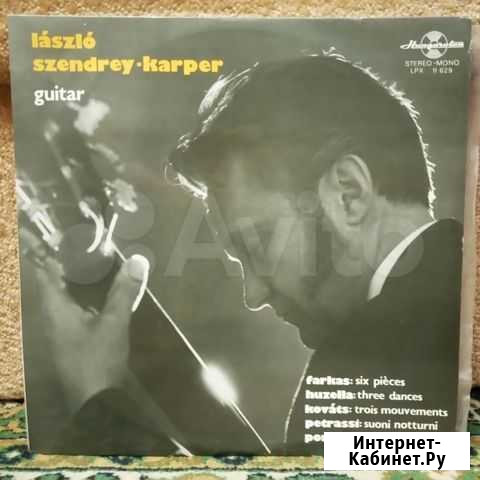 lászló
szendrey-karper
guitar
Hungaroton
STEREO-MONO
LPX 11 629
Avito
farkas: six pièces
huzella: three dances
kováts: trois mouvements
petrassi: suoni notturni
Интернет-
Кабинет.Ру